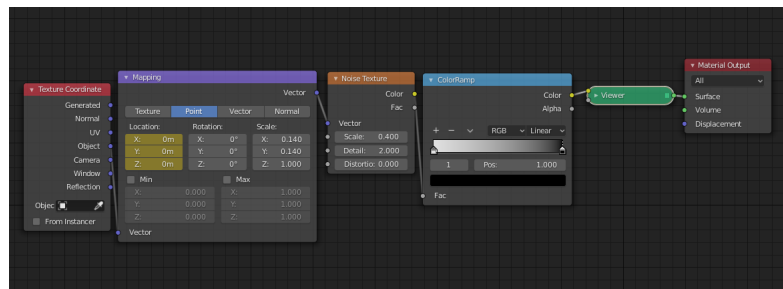 Texture Coordinate
Generated
Normal
UV
Object
Camera
Window
Reflection
Objec
From Instancer
Mapping
Vector
Texture Point Vector Normal
Location: Rotation: Scale:
X: 0m X: 0° X: 0.140
Y: 0m Y: 0° Y: 0.140
Z: 0m Z: 0° Z: 1.000
Min Max
X: 0.000 X: 1.000
Y: 0.000 Y: 1.000
Z: 0.000 Z: 1.000
Vector
Noise Texture
Color
Fac
Vector
Scale: 0.400
Detail: 2.000
Distortio: 0.000
ColorRamp
Color
Alpha
+ − RGB Linear
1 Pos: 1.000
Fac
Viewer
Material Output
All
Surface
Volume
Displacement